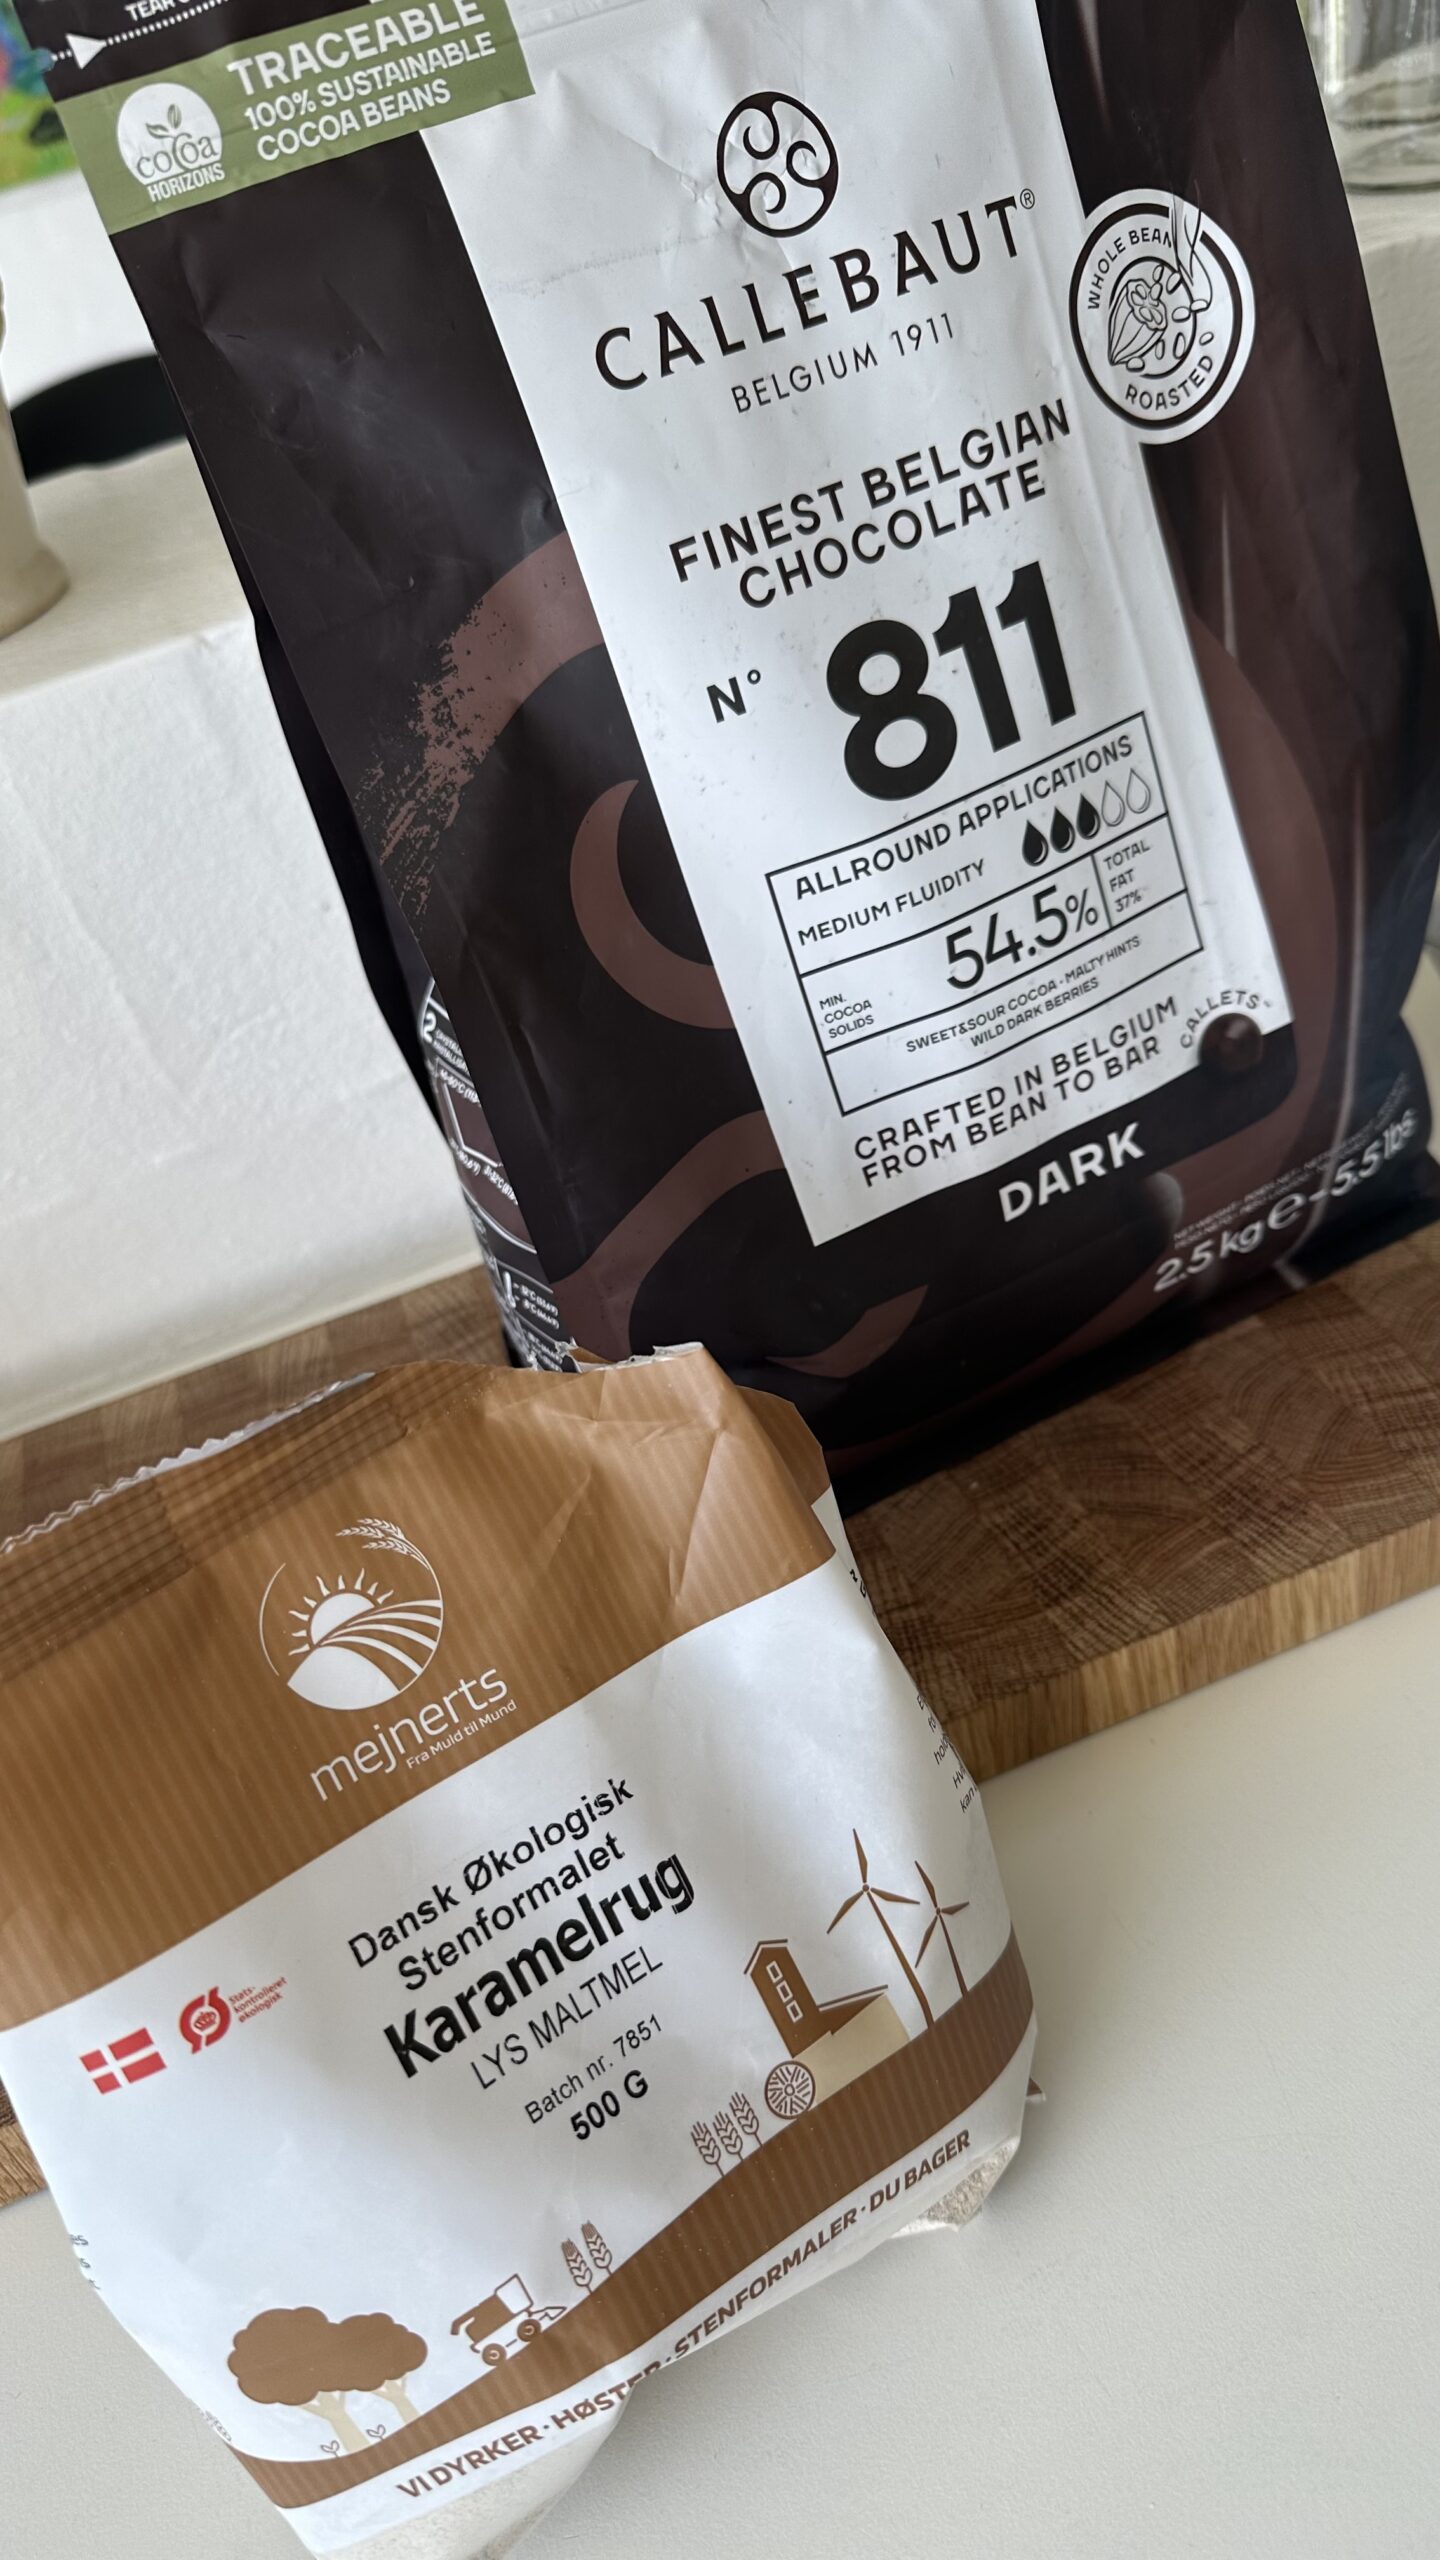 TRACEABLE
100% SUSTAINABLE
COCOA BEANS
cocoa
HORIZONS
CALLEBAUT®
BELGIUM 1911
WHOLE BEAN
ROASTED
FINEST BELGIAN
CHOCOLATE
N° 811
ALLROUND APPLICATIONS
MEDIUM FLUIDITY
MIN.
COCOA
SOLIDS
54.5%
TOTAL
FAT
37%
SWEET&SOUR COCOA - MALTY HINTS
WILD DARK BERRIES
CRAFTED IN BELGIUM
FROM BEAN TO BAR
CALLETS
DARK
2.5 kg e - 5.5 lbs
mejnerts
Fra Muld til Mund
Dansk Økologisk
Stenformalet
Karamelrug
LYS MALTMEL
Batch nr. 7851
500 G
Ø
Stats-
kontrolleret
økologisk
VI DYRKER · HØSTER · STENFORMALER · DU BAGER